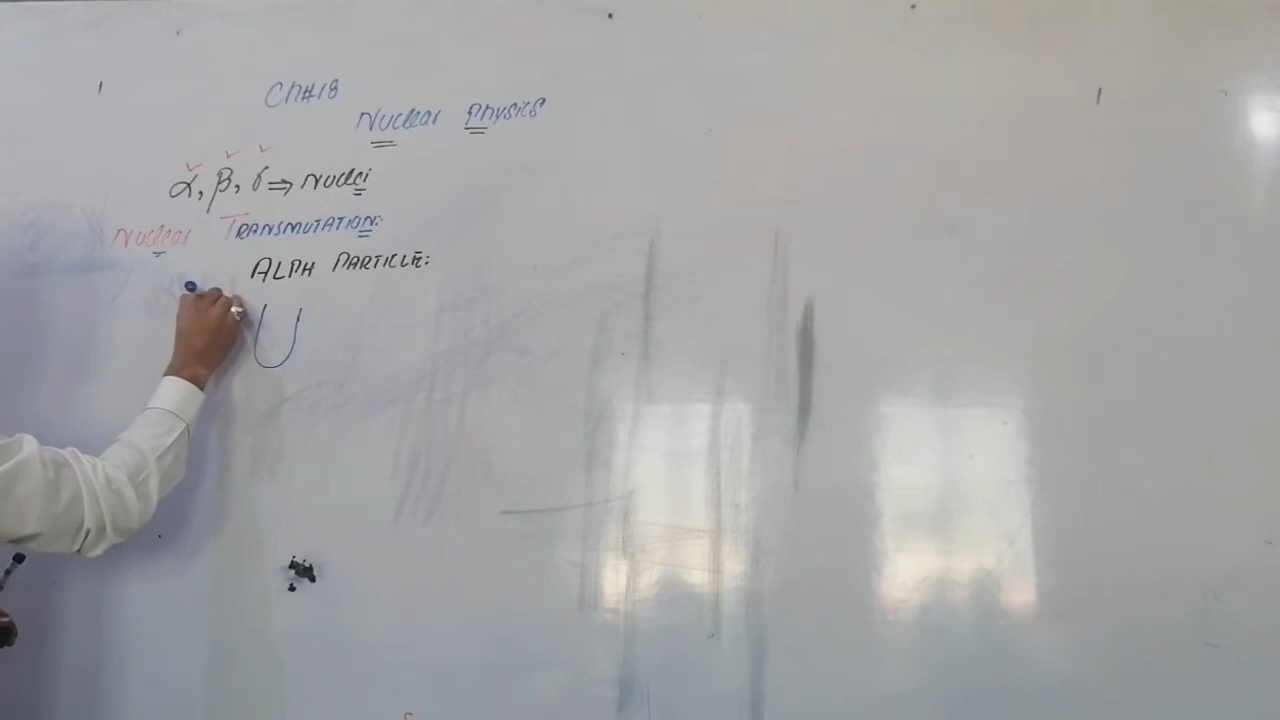 Ch#18
Nuclear Physics
α, β, γ ⇒ Nuclei
Nuclear TRANSMUTATION:
ALPH PARTICLE:
U